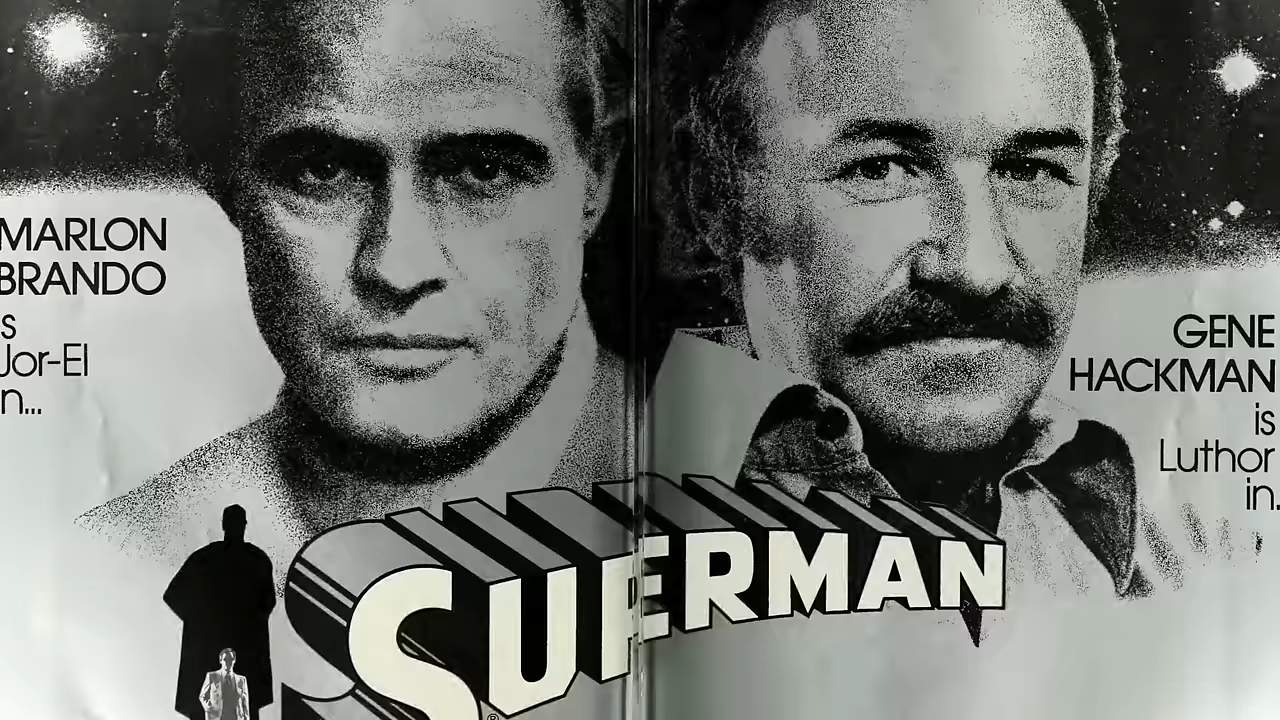 MARLON
BRANDO
s
Jor-El
n...
GENE
HACKMAN
is
Luthor
in.
SUPERMAN
®